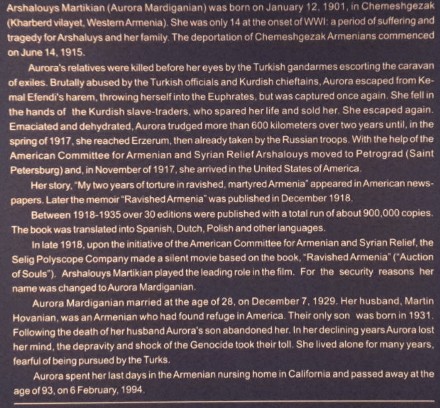 Arshalouys Martikian (Aurora Mardiganian) was born on January 12, 1901, in Chemeshgezak
(Kharberd vilayet, Western Armenia). She was only 14 at the onset of WWI: a period of suffering and
tragedy for Arshaluys and her family. The deportation of Chemeshgezak Armenians commenced
on June 14, 1915.
Aurora's relatives were killed before her eyes by the Turkish gandarmes escorting the caravan
of exiles. Brutally abused by the Turkish officials and Kurdish chieftains, Aurora escaped from Ke-
mal Efendi's harem, throwing herself into the Euphrates, but was captured once again. She fell in
the hands of the Kurdish slave-traders, who spared her life and sold her. She escaped again.
Emaciated and dehydrated, Aurora trudged more than 600 kilometers over two years until, in the
spring of 1917, she reached Erzerum, then already taken by the Russian troops. With the help of the
American Committee for Armenian and Syrian Relief Arshalouys moved to Petrograd (Saint
Petersburg) and, in November of 1917, she arrived in the United States of America.
Her story, "My two years of torture in ravished, martyred Armenia" appeared in American news-
papers. Later the memoir "Ravished Armenia" was published in December 1918.
Between 1918-1935 over 30 editions were published with a total run of about 900,000 copies.
The book was translated into Spanish, Dutch, Polish and other languages.
In late 1918, upon the initiative of the American Committee for Armenian and Syrian Relief, the
Selig Polyscope Company made a silent movie based on the book, "Ravished Armenia" ("Auction
of Souls"). Arshalouys Martikian played the leading role in the film. For the security reasons her
name was changed to Aurora Mardiganian.
Aurora Mardiganian married at the age of 28, on December 7, 1929. Her husband, Martin
Hovanian, was an Armenian who had found refuge in America. Their only son was born in 1931.
Following the death of her husband Aurora's son abandoned her. In her declining years Aurora lost
her mind, the depravity and shock of the Genocide took their toll. She lived alone for many years,
fearful of being pursued by the Turks.
Aurora spent her last days in the Armenian nursing home in California and passed away at the
age of 93, on 6 February, 1994.